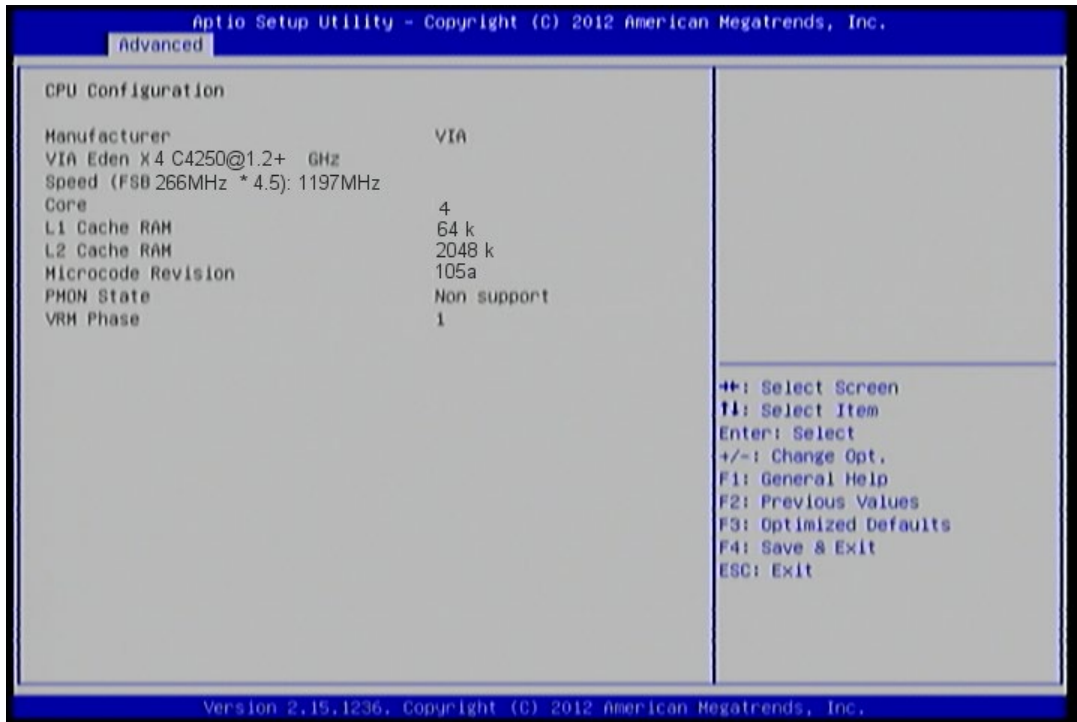 Aptio Setup Utility - Copyright (C) 2012 American Megatrends, Inc.
Advanced
CPU Configuration
Manufacturer VIA
VIA Eden X4 C4250@1.2+ GHz
Speed (FSB 266MHz * 4.5): 1197MHz
Core 4
L1 Cache RAM 64 k
L2 Cache RAM 2048 k
Microcode Revision 105a
PMON State Non support
VRM Phase 1
→←: Select Screen
↑↓: Select Item
Enter: Select
+/-: Change Opt.
F1: General Help
F2: Previous Values
F3: Optimized Defaults
F4: Save & Exit
ESC: Exit
Version 2.15.1236. Copyright (C) 2012 American Megatrends, Inc.